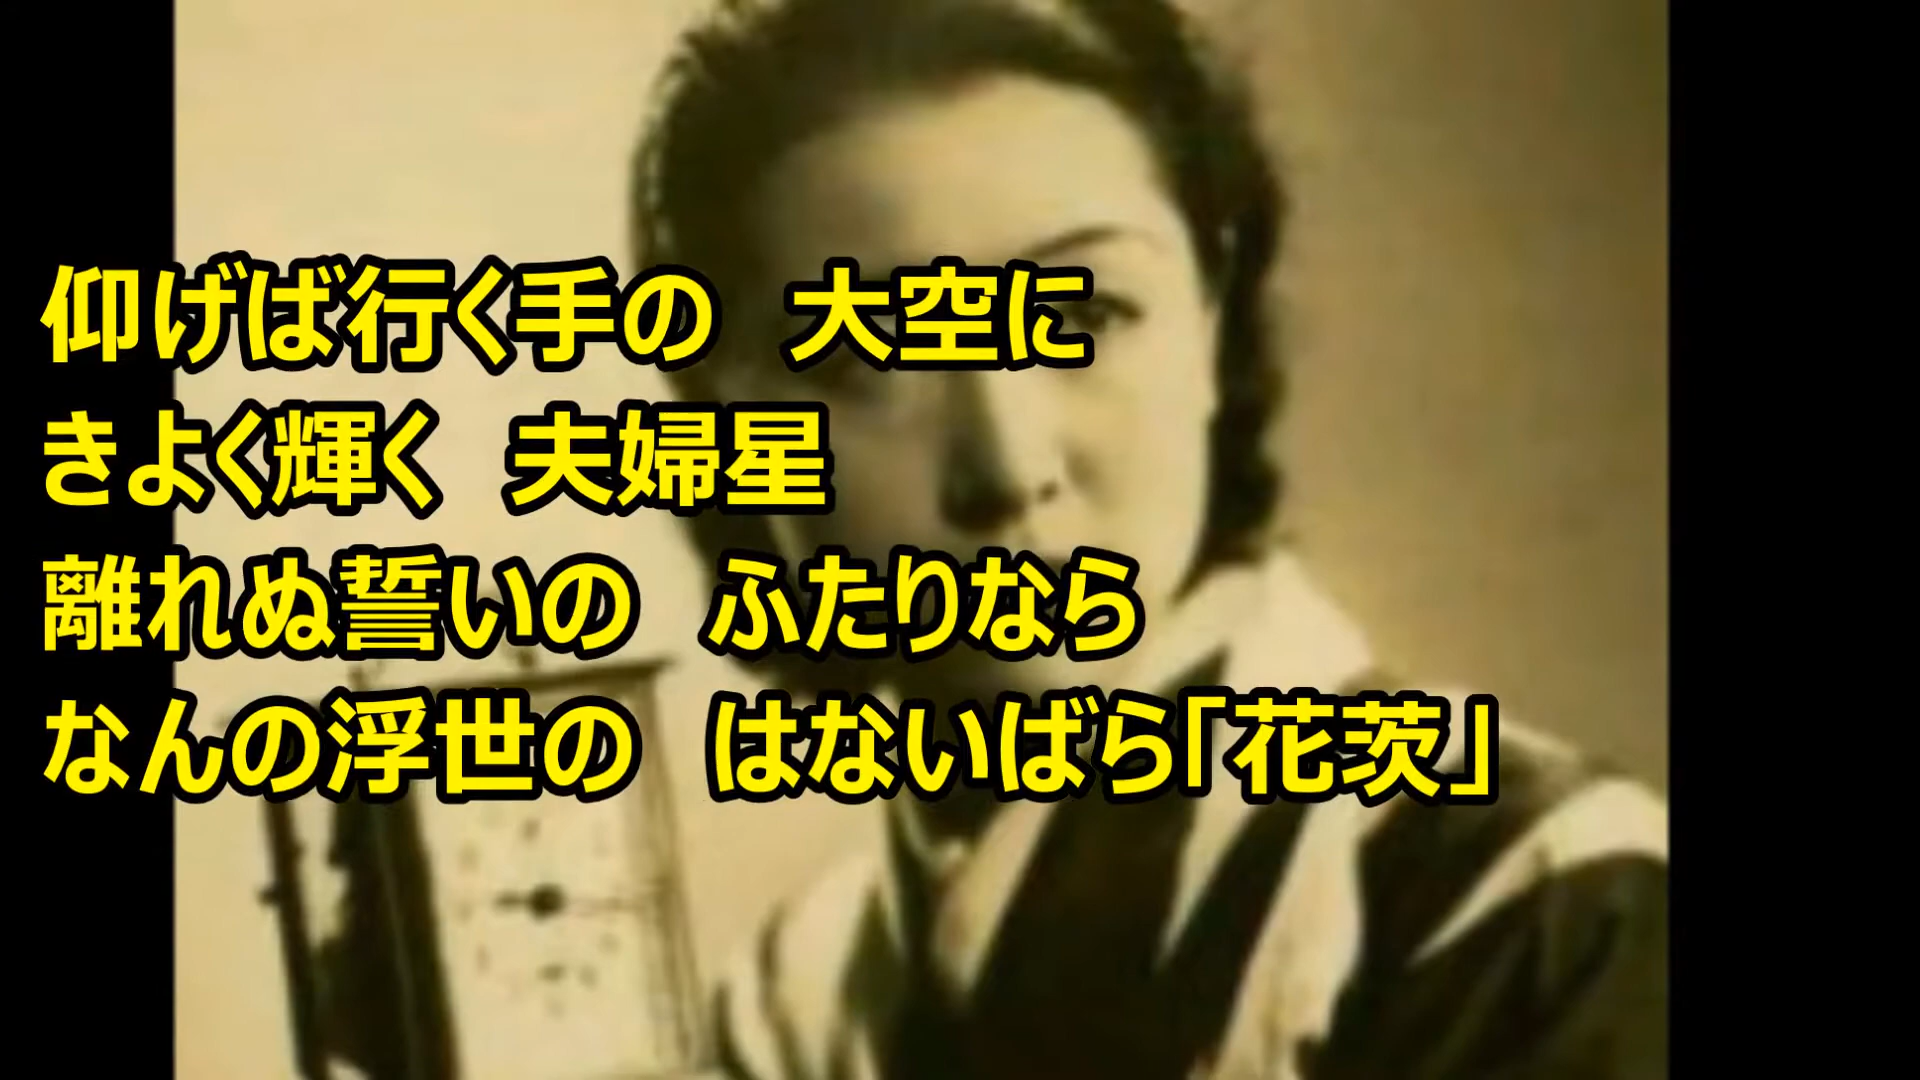 仰げば行く手の　大空に
きよく輝く　夫婦星
離れぬ誓いの　ふたりなら
なんの浮世の　はないばら「花茨」